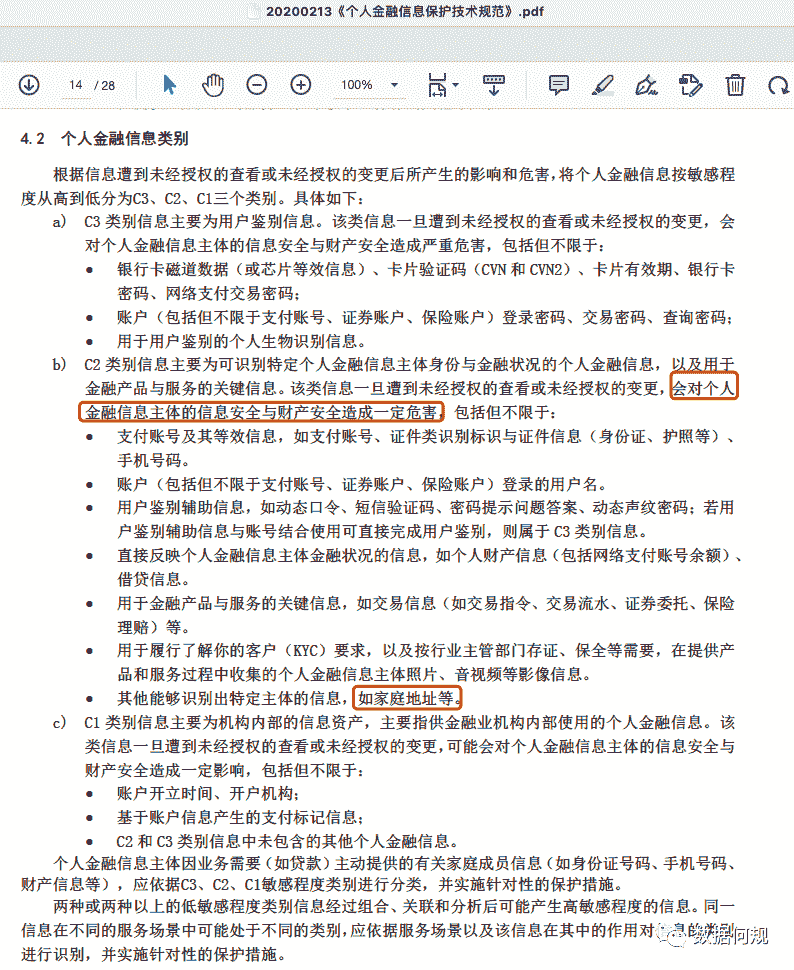 20200213《个人金融信息保护技术规范》.pdf
14 / 28 100%
4.2 个人金融信息类别
根据信息遭到未经授权的查看或未经授权的变更后所产生的影响和危害,将个人金融信息按敏感程
度从高到低分为C3、C2、C1三个类别。具体如下:
a) C3 类别信息主要为用户鉴别信息。该类信息一旦遭到未经授权的查看或未经授权的变更,会
对个人金融信息主体的信息安全与财产安全造成严重危害,包括但不限于:
● 银行卡磁道数据(或芯片等效信息)、卡片验证码(CVN 和 CVN2)、卡片有效期、银行卡
密码、网络支付交易密码;
● 账户(包括但不限于支付账号、证券账户、保险账户)登录密码、交易密码、查询密码;
● 用于用户鉴别的个人生物识别信息。
b) C2 类别信息主要为可识别特定个人金融信息主体身份与金融状况的个人金融信息,以及用于
金融产品与服务的关键信息。该类信息一旦遭到未经授权的查看或未经授权的变更,会对个人
金融信息主体的信息安全与财产安全造成一定危害,包括但不限于:
● 支付账号及其等效信息,如支付账号、证件类识别标识与证件信息(身份证、护照等)、
手机号码。
● 账户(包括但不限于支付账号、证券账户、保险账户)登录的用户名。
● 用户鉴别辅助信息,如动态口令、短信验证码、密码提示问题答案、动态声纹密码;若用
户鉴别辅助信息与账号结合使用可直接完成用户鉴别,则属于 C3 类别信息。
● 直接反映个人金融信息主体金融状况的信息,如个人财产信息(包括网络支付账号余额)、
借贷信息。
● 用于金融产品与服务的关键信息,如交易信息(如交易指令、交易流水、证券委托、保险
理赔)等。
● 用于履行了解你的客户(KYC)要求,以及按行业主管部门存证、保全等需要,在提供产
品和服务过程中收集的个人金融信息主体照片、音视频等影像信息。
● 其他能够识别出特定主体的信息,如家庭地址等。
c) C1 类别信息主要为机构内部的信息资产,主要指供金融业机构内部使用的个人金融信息。该
类信息一旦遭到未经授权的查看或未经授权的变更,可能会对个人金融信息主体的信息安全与
财产安全造成一定影响,包括但不限于:
● 账户开立时间、开户机构;
● 基于账户信息产生的支付标记信息;
● C2 和 C3 类别信息中未包含的其他个人金融信息。
个人金融信息主体因业务需要(如贷款)主动提供的有关家庭成员信息(如身份证号码、手机号码、
财产信息等),应依据C3、C2、C1敏感程度类别进行分类,并实施针对性的保护措施。
两种或两种以上的低敏感程度类别信息经过组合、关联和分析后可能产生高敏感程度的信息。同一
信息在不同的服务场景中可能处于不同的类别,应依据服务场景以及该信息在其中的作用对 息的类别
进行识别,并实施针对性的保护措施。
数据何规